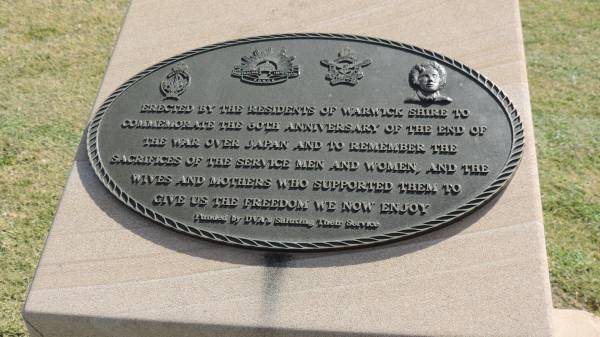 ERECTED BY THE RESIDENTS OF WARWICK SHIRE TO
COMMEMORATE THE 60TH ANNIVERSARY OF THE END OF
THE WAR OVER JAPAN AND TO REMEMBER THE
SACRIFICES OF THE SERVICE MEN AND WOMEN, AND THE
WIVES AND MOTHERS WHO SUPPORTED THEM TO
GIVE US THE FREEDOM WE NOW ENJOY
Funded by DVA's Saluting Their Service